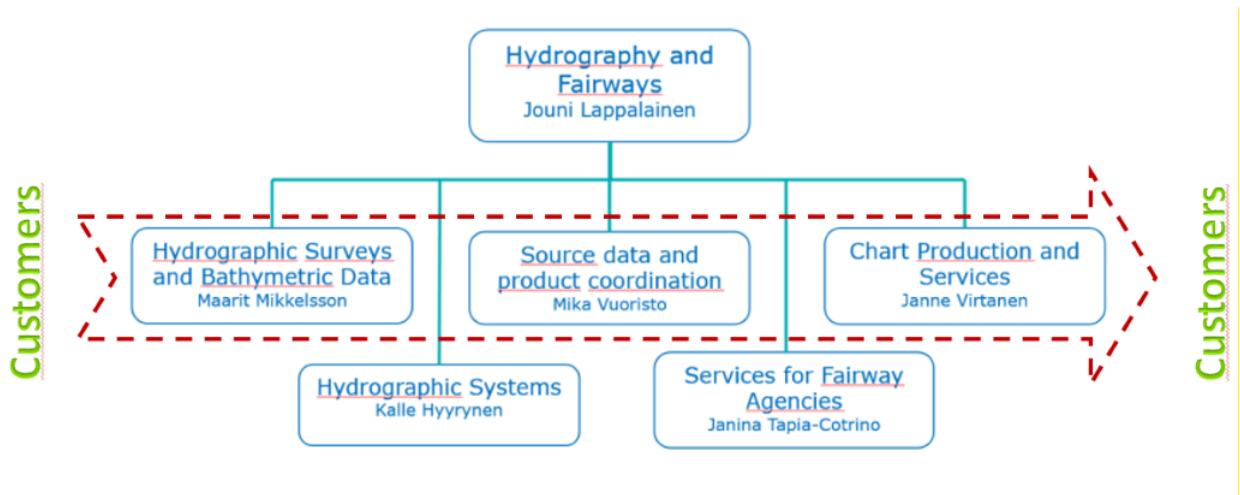 Hydrography and
Fairways
Jouni Lappalainen
Customers
Hydrographic Surveys
and Bathymetric Data
Maarit Mikkelsson
Source data and
product coordination
Mika Vuoristo
Chart Production and
Services
Janne Virtanen
Customers
Hydrographic Systems
Kalle Hyyrynen
Services for Fairway
Agencies
Janina Tapia-Cotrino